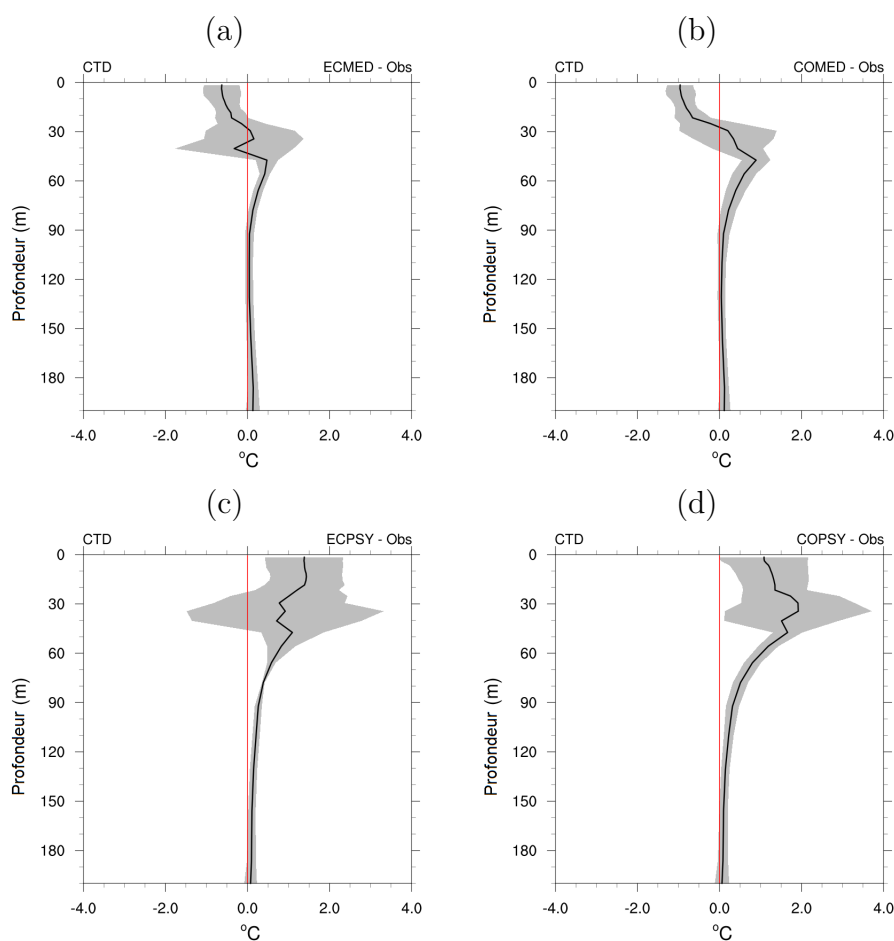 (a)
(b)
CTD ECMED - Obs
CTD COMED - Obs
0
30
60
90
120
150
180
Profondeur (m)
-4.0 -2.0 0.0 2.0 4.0
°C
0
30
60
90
120
150
180
Profondeur (m)
-4.0 -2.0 0.0 2.0 4.0
°C
(c)
(d)
CTD ECPSY - Obs
CTD COPSY - Obs
0
30
60
90
120
150
180
Profondeur (m)
-4.0 -2.0 0.0 2.0 4.0
°C
0
30
60
90
120
150
180
Profondeur (m)
-4.0 -2.0 0.0 2.0 4.0
°C